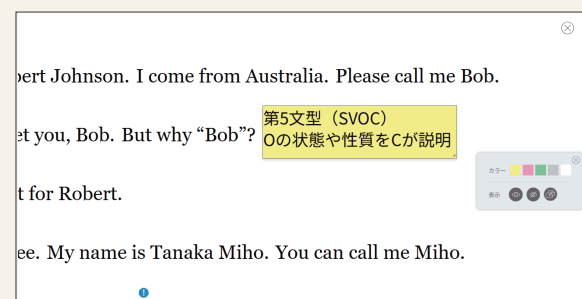 ert Johnson. I come from Australia. Please call me Bob.
et you, Bob. But why “Bob”?
第5文型（SVOC）
Oの状態や性質をCが説明
カラー
t for Robert.
表示
ee. My name is Tanaka Miho. You can call me Miho.